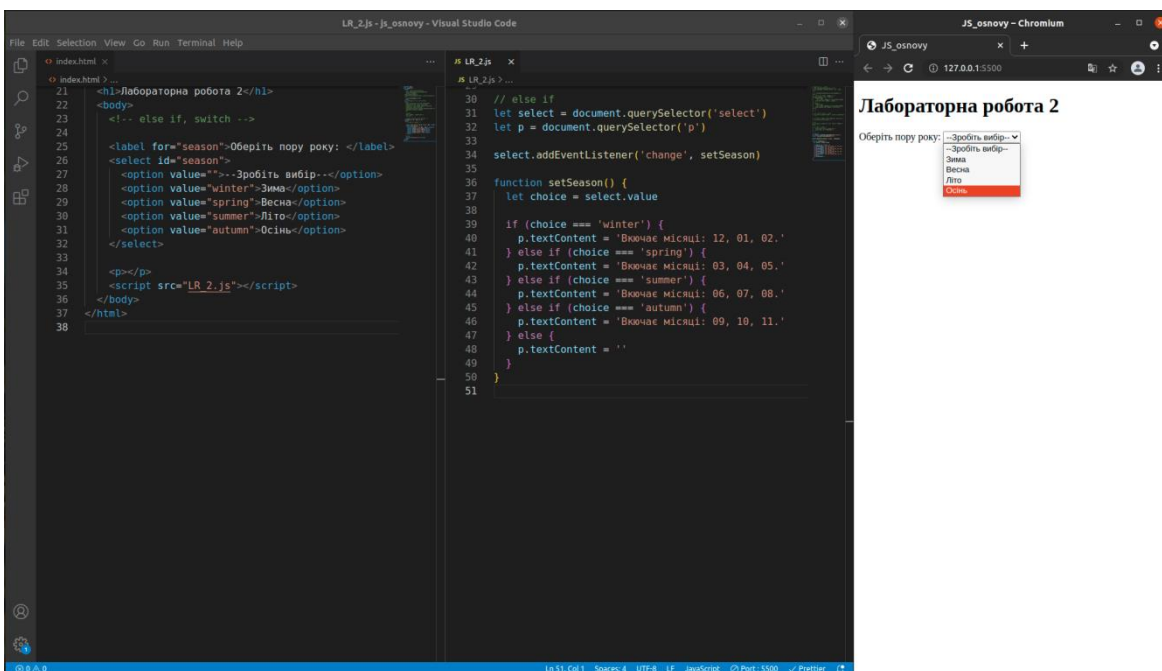 LR_2.js - js_osnovy - Visual Studio Code
File Edit Selection View Go Run Terminal Help
index.html
index.html > ...
21 <h1>Лабораторна робота 2</h1>
22 <body>
23 <!-- else if, switch -->
24
25 <label for="season">Оберіть пору року: </label>
26 <select id="season">
27 <option value="">--Зробіть вибір--</option>
28 <option value="winter">Зима</option>
29 <option value="spring">Весна</option>
30 <option value="summer">Літо</option>
31 <option value="autumn">Осінь</option>
32 </select>
33
34 <p></p>
35 <script src="LR_2.js"></script>
36 </body>
37 </html>
38
JS LR_2.js
JS LR_2.js > ...
30 // else if
31 let select = document.querySelector('select')
32 let p = document.querySelector('p')
33
34 select.addEventListener('change', setSeason)
35
36 function setSeason() {
37 let choice = select.value
38
39 if (choice === 'winter') {
40 p.textContent = 'Вкючає місяці: 12, 01, 02.'
41 } else if (choice === 'spring') {
42 p.textContent = 'Вкючає місяці: 03, 04, 05.'
43 } else if (choice === 'summer') {
44 p.textContent = 'Вкючає місяці: 06, 07, 08.'
45 } else if (choice === 'autumn') {
46 p.textContent = 'Вкючає місяці: 09, 10, 11.'
47 } else {
48 p.textContent = ''
49 }
50 }
51
0 0
Ln 51, Col 1 Spaces: 4 UTF-8 LF JavaScript Port : 5500 Prettier
JS_osnovy – Chromium
JS_osnovy
127.0.0.1:5500
Лабораторна робота 2
Оберіть пору року: --Зробіть вибір--
--Зробіть вибір--
Зима
Весна
Літо
Осінь